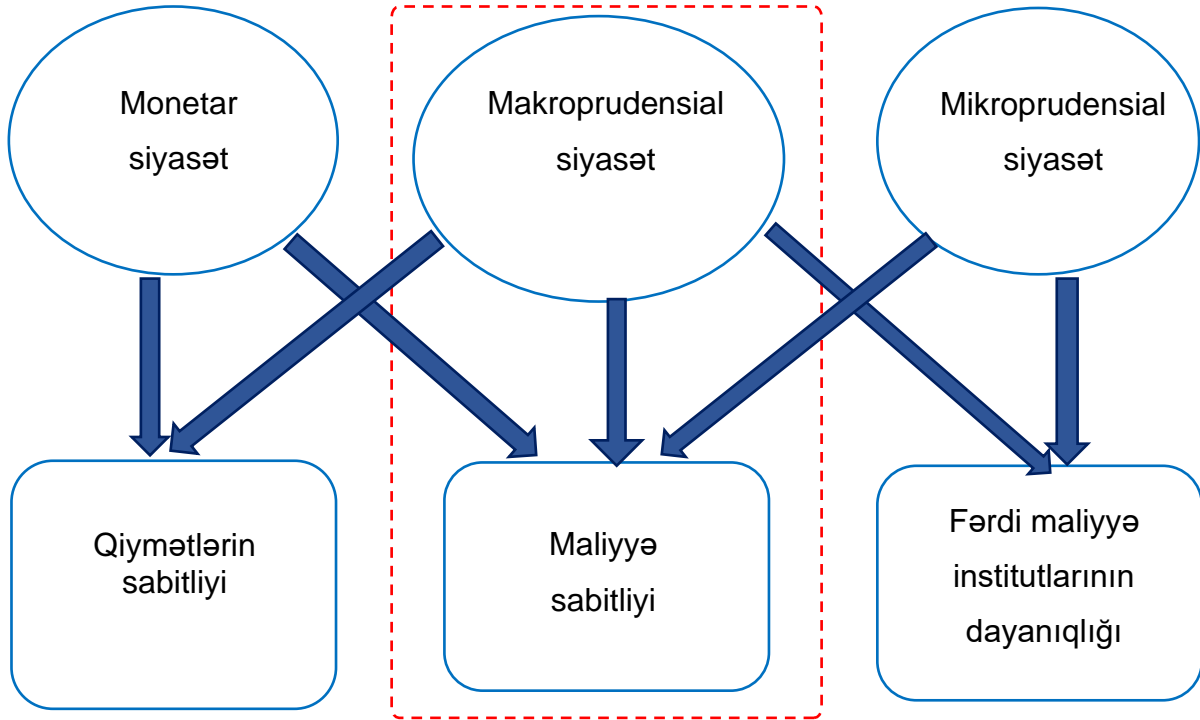 Monetar
siyasət
Makroprudensial
siyasət
Mikroprudensial
siyasət
Qiymətlərin
sabitliyi
Maliyyə
sabitliyi
Fərdi maliyyə
institutlarının
dayanıqlığı